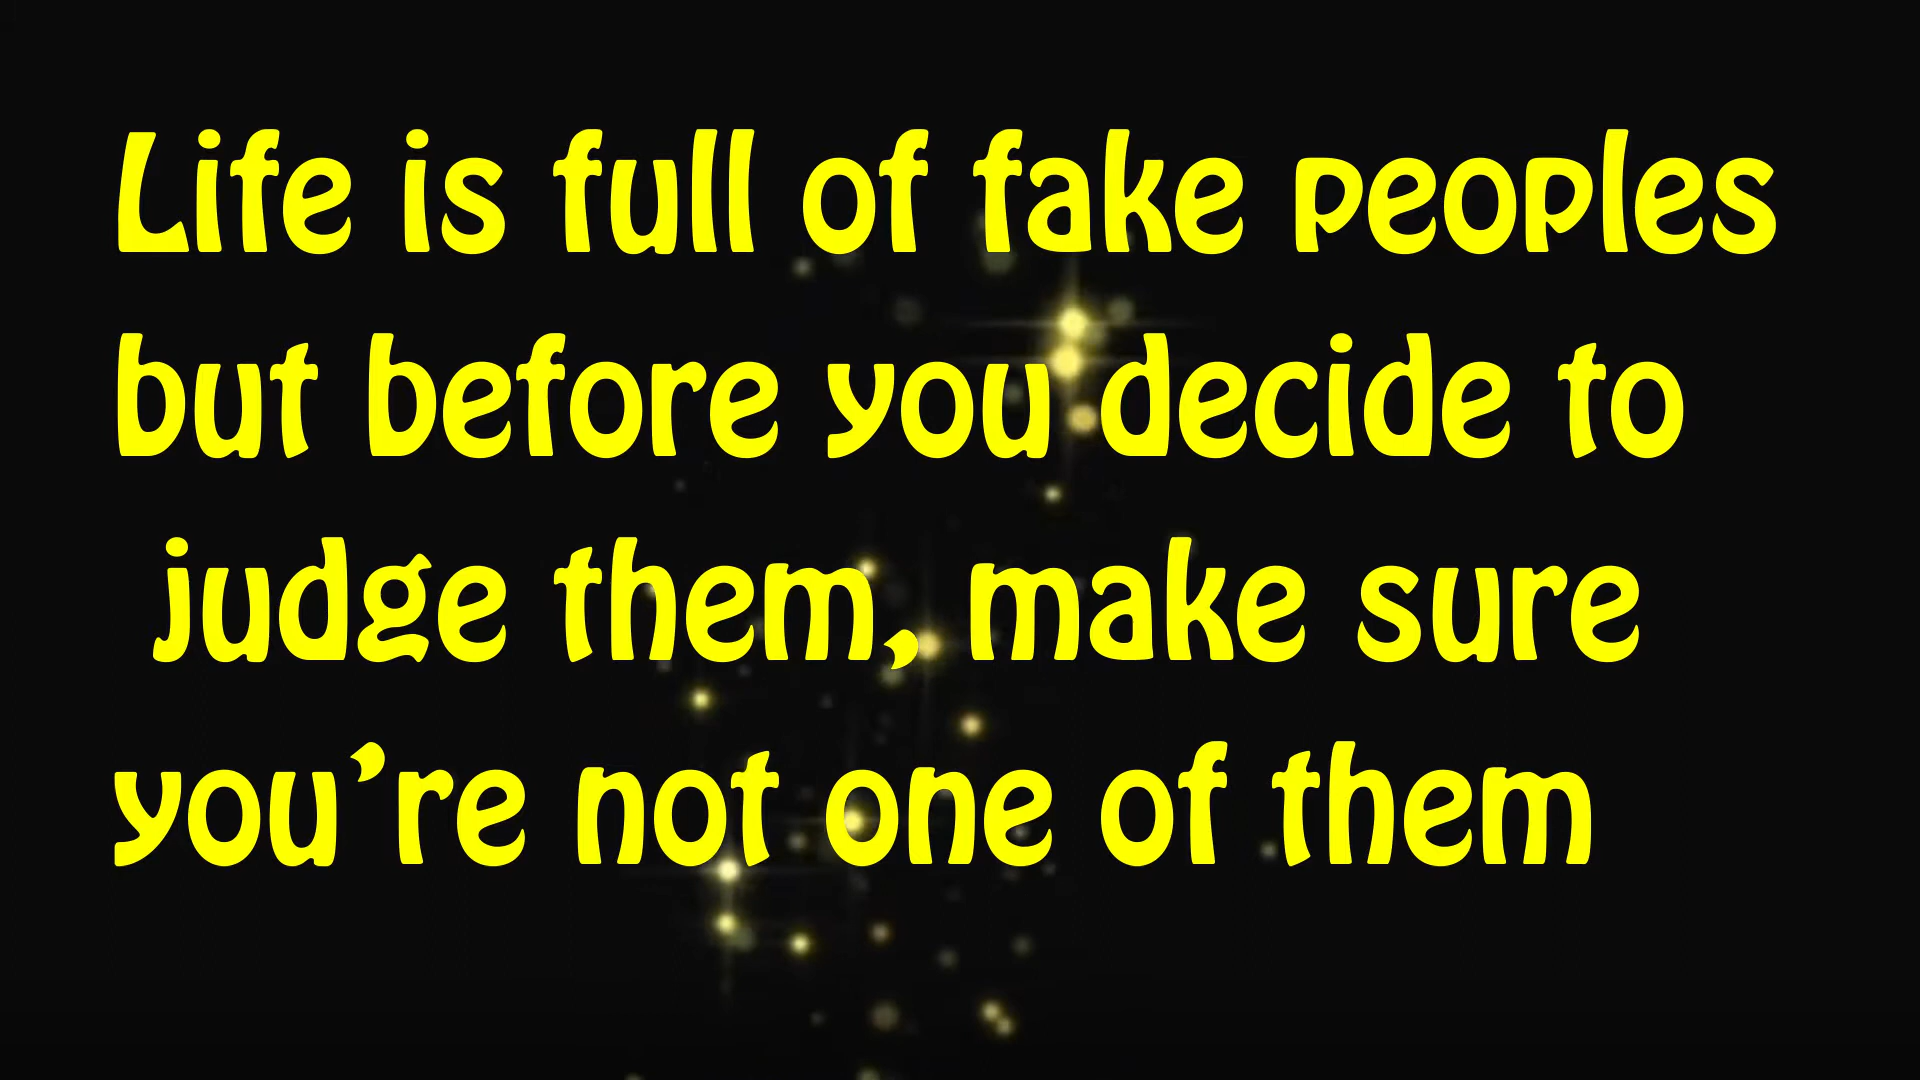 Life is full of fake peoples
but before you decide to
judge them, make sure
you’re not one of them